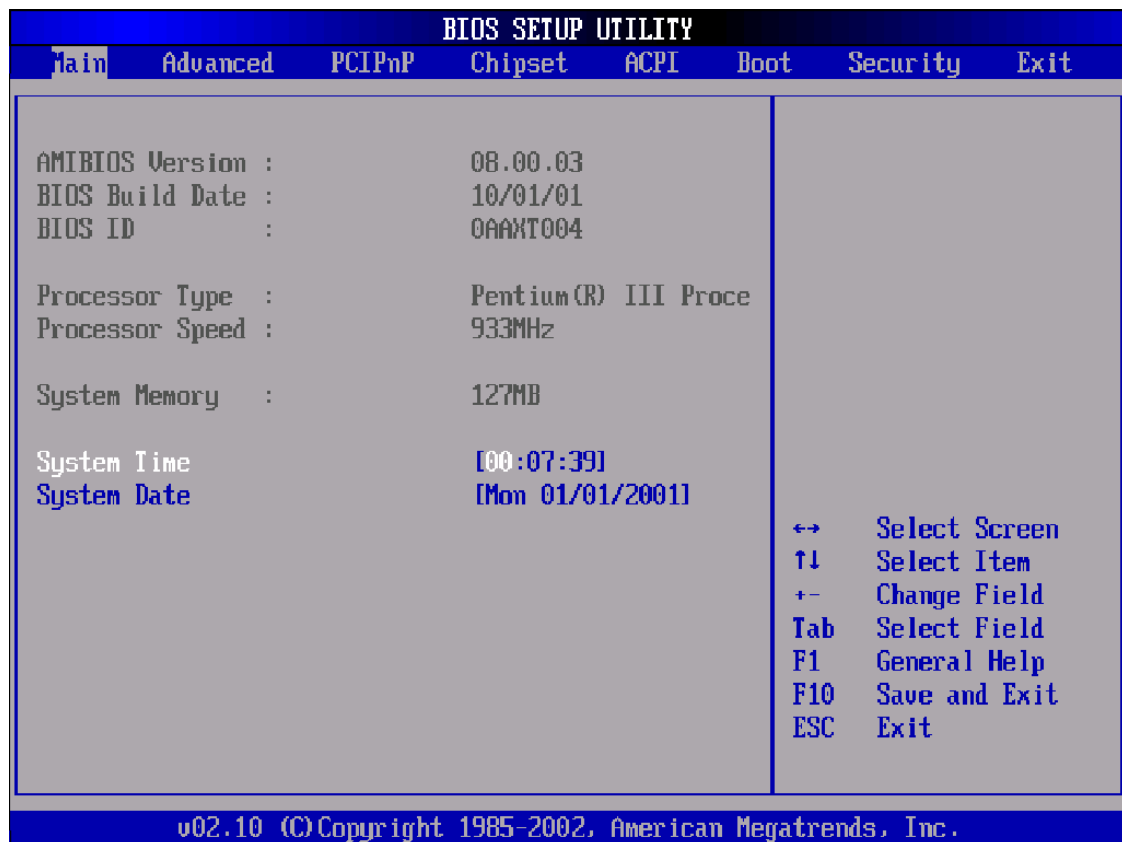 BIOS SETUP UTILITY
Main Advanced PCIPnP Chipset ACPI Boot Security Exit
AMIBIOS Version : 08.00.03
BIOS Build Date : 10/01/01
BIOS ID : 0AAXT004
Processor Type : Pentium(R) III Proce
Processor Speed : 933MHz
System Memory : 127MB
System Time [00:07:39]
System Date [Mon 01/01/2001]
←→ Select Screen
↑↓ Select Item
+- Change Field
Tab Select Field
F1 General Help
F10 Save and Exit
ESC Exit
v02.10 (C)Copyright 1985-2002, American Megatrends, Inc.